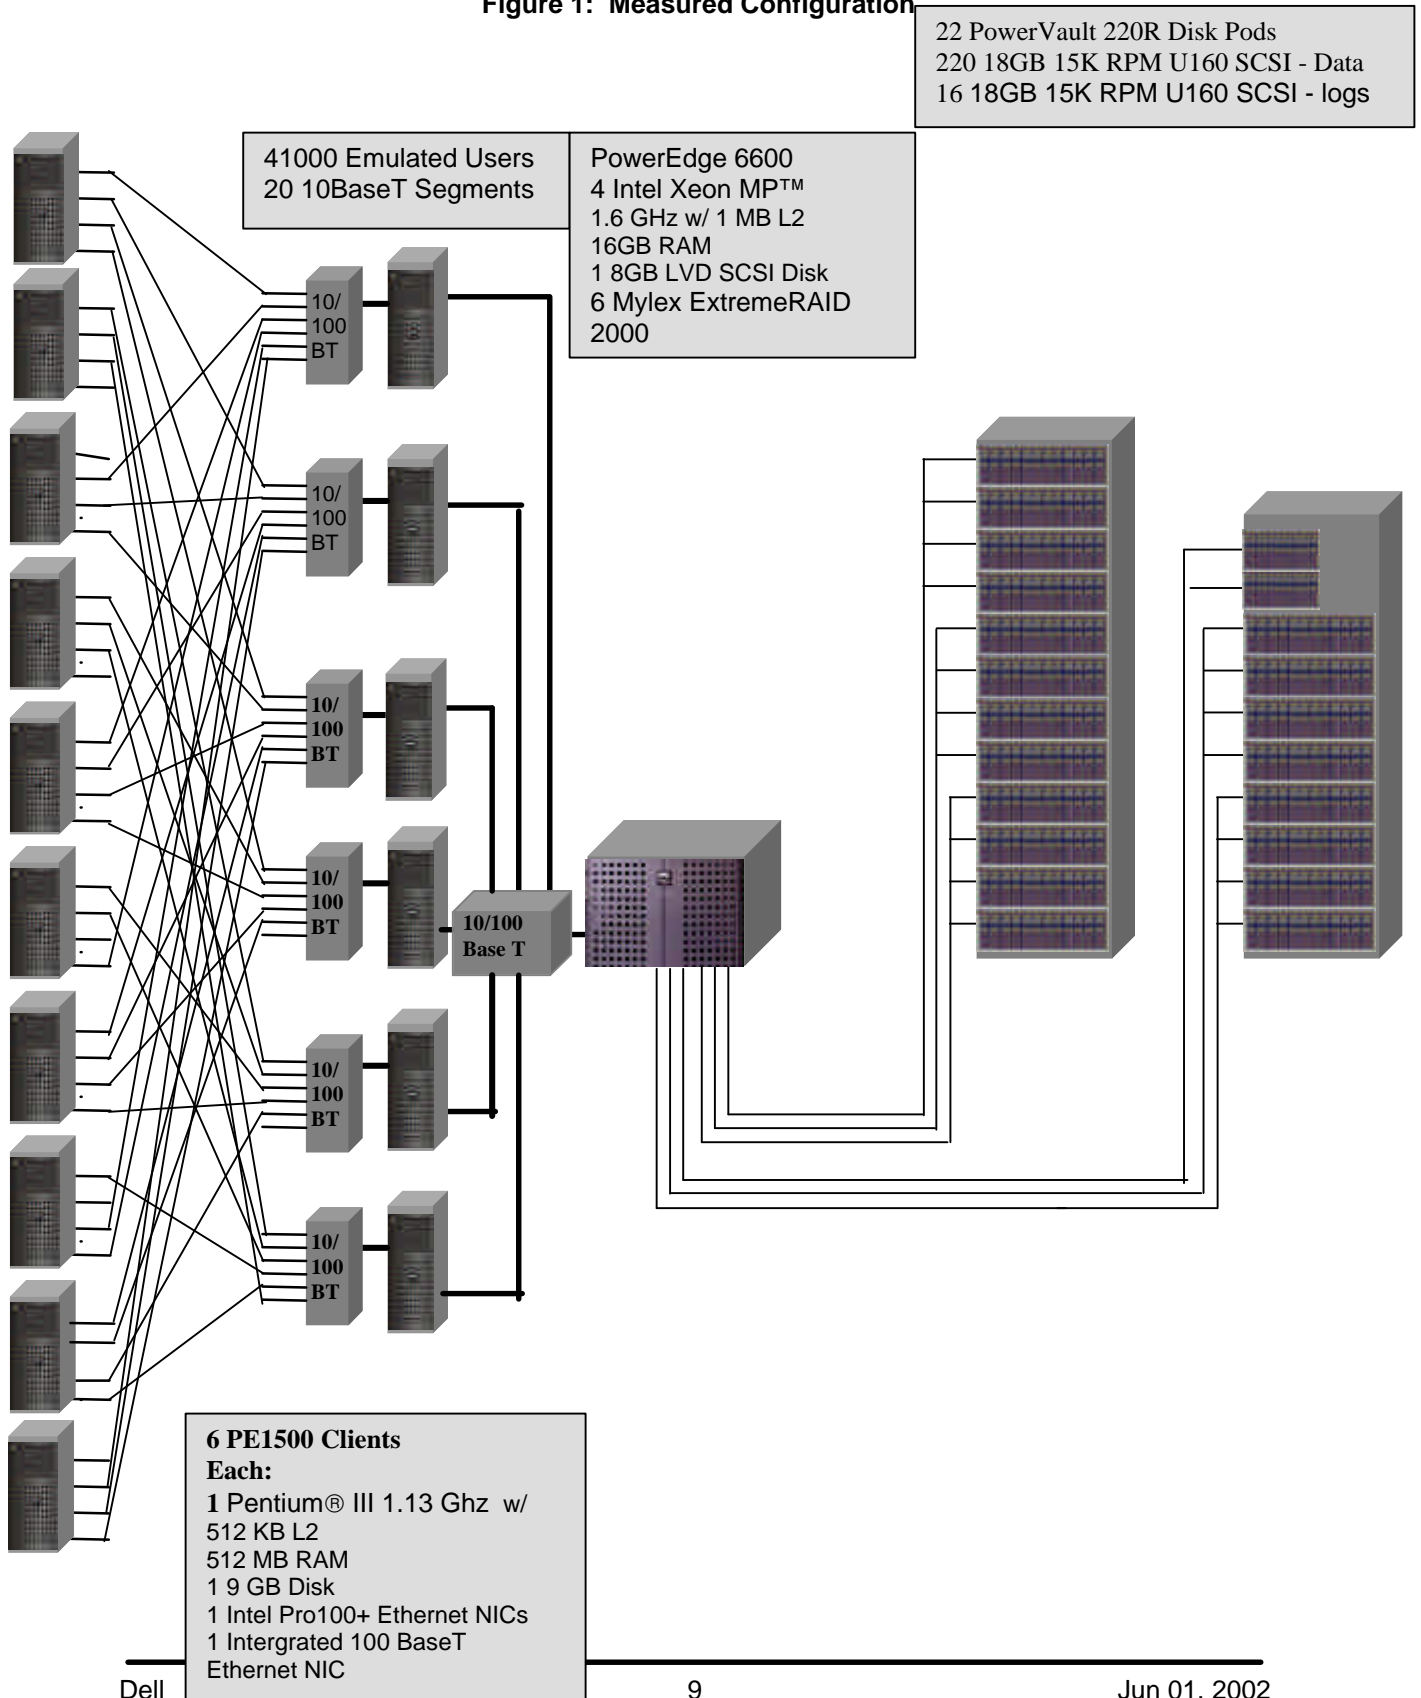 Figure 1: Measured Configuration
22 PowerVault 220R Disk Pods
220 18GB 15K RPM U160 SCSI - Data
16 18GB 15K RPM U160 SCSI - logs
41000 Emulated Users
20 10BaseT Segments
PowerEdge 6600
4 Intel Xeon MP™
1.6 GHz w/ 1 MB L2
16GB RAM
1 8GB LVD SCSI Disk
6 Mylex ExtremeRAID
2000
10/
100
BT
10/
100
BT
10/
100
BT
10/
100
BT
10/100
Base T
10/
100
BT
10/
100
BT
6 PE1500 Clients
Each:
1 Pentium® III 1.13 Ghz w/
512 KB L2
512 MB RAM
1 9 GB Disk
1 Intel Pro100+ Ethernet NICs
1 Intergrated 100 BaseT
Ethernet NIC
Dell 9 Jun 01, 2002